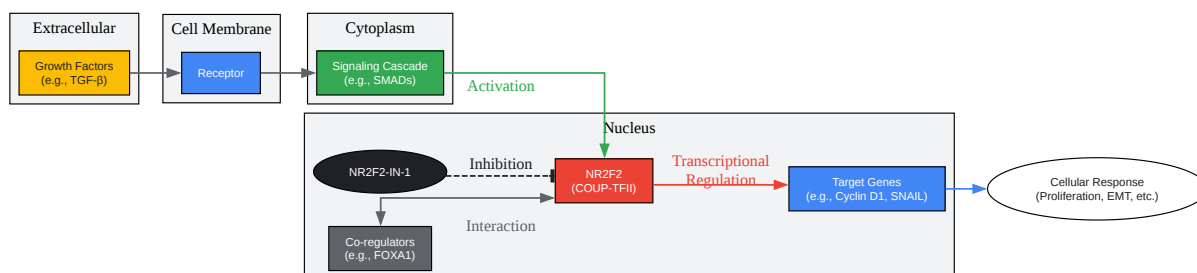 Extracellular
Growth Factors
(e.g., TGF-β)
Cell Membrane
Receptor
Cytoplasm
Signaling Cascade
(e.g., SMADs)
Activation
Nucleus
NR2F2-IN-1
Inhibition
NR2F2
(COUP-TFII)
Transcriptional
Regulation
Target Genes
(e.g., Cyclin D1, SNAIL)
Cellular Response
(Proliferation, EMT, etc.)
Interaction
Co-regulators
(e.g., FOXA1)